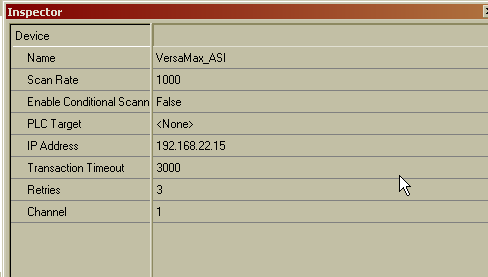 Inspector
Device
Name VersaMax_ASI
Scan Rate 1000
Enable Conditional Scann False
PLC Target <None>
IP Address 192.168.22.15
Transaction Timeout 3000
Retries 3
Channel 1